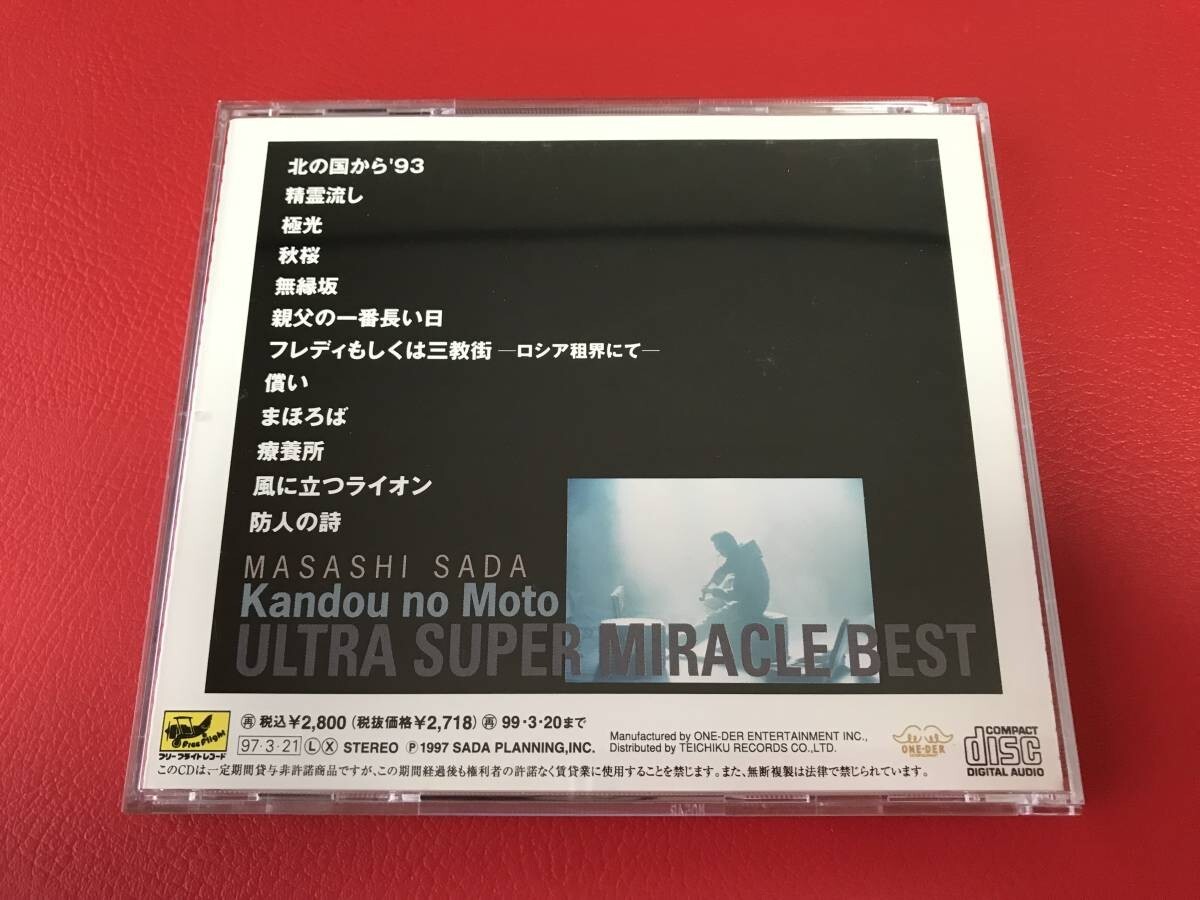 北の国から'93
精霊流し
極光
秋桜
無縁坂
親父の一番長い日
フレディもしくは三教街 ―ロシア租界にて―
償い
まほろば
療養所
風に立つライオン
防人の詩
MASASHI SADA
Kandou no Moto
ULTRA SUPER MIRACLE BEST
Free Flight
フリーフライトレコード
再 税込¥2,800 (税抜価格¥2,718) 再 99・3・20まで
97・3・21 Ⓛ Ⓧ STEREO Ⓟ1997 SADA PLANNING,INC.
Manufactured by ONE-DER ENTERTAINMENT INC.,
Distributed by TEICHIKU RECORDS CO.,LTD.
ONE-DER
COMPACT
disc
DIGITAL AUDIO
このCDは、一定期間貸与非許諾商品ですが、この期間経過後も権利者の許諾なく賃貸業に使用することを禁じます。また、無断複製は法律で禁じられています。